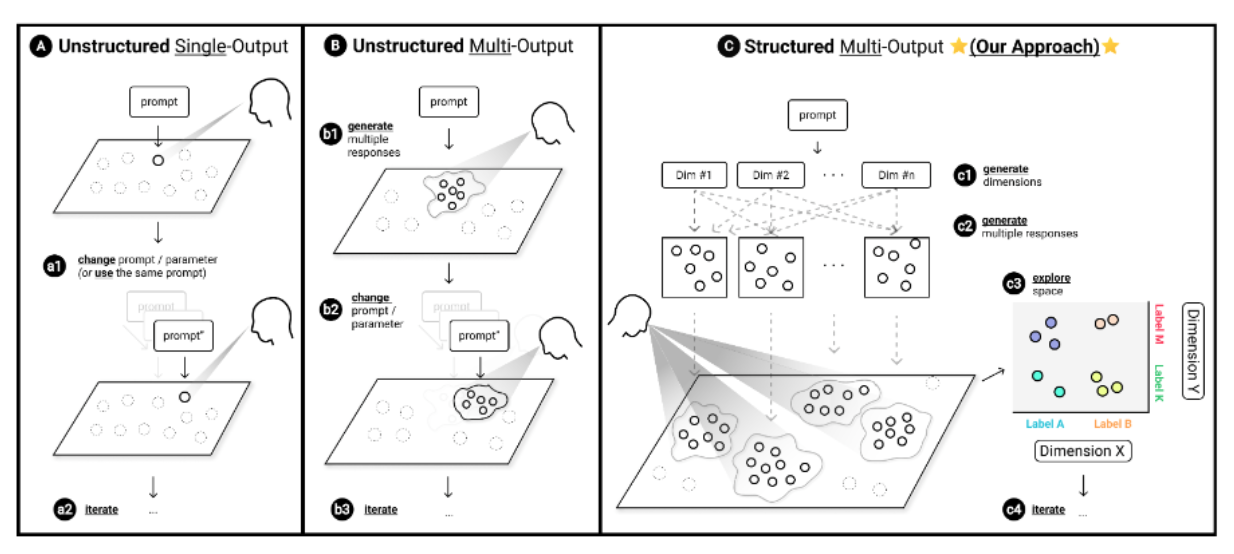 A Unstructured Single-Output
prompt
a1 change prompt / parameter
(or use the same prompt)
prompt
prompt"
a2 iterate ...
B Unstructured Multi-Output
prompt
b1 generate
multiple
responses
b2 change
prompt /
parameter
prompt"
b3 iterate ...
C Structured Multi-Output ⭐(Our Approach)⭐
prompt
Dim #1 Dim #2 . . . Dim #n
c1 generate
dimensions
c2 generate
multiple responses
. . .
c3 explore
space
Label M
Label K
Dimension Y
Label A Label B
Dimension X
c4 iterate ...